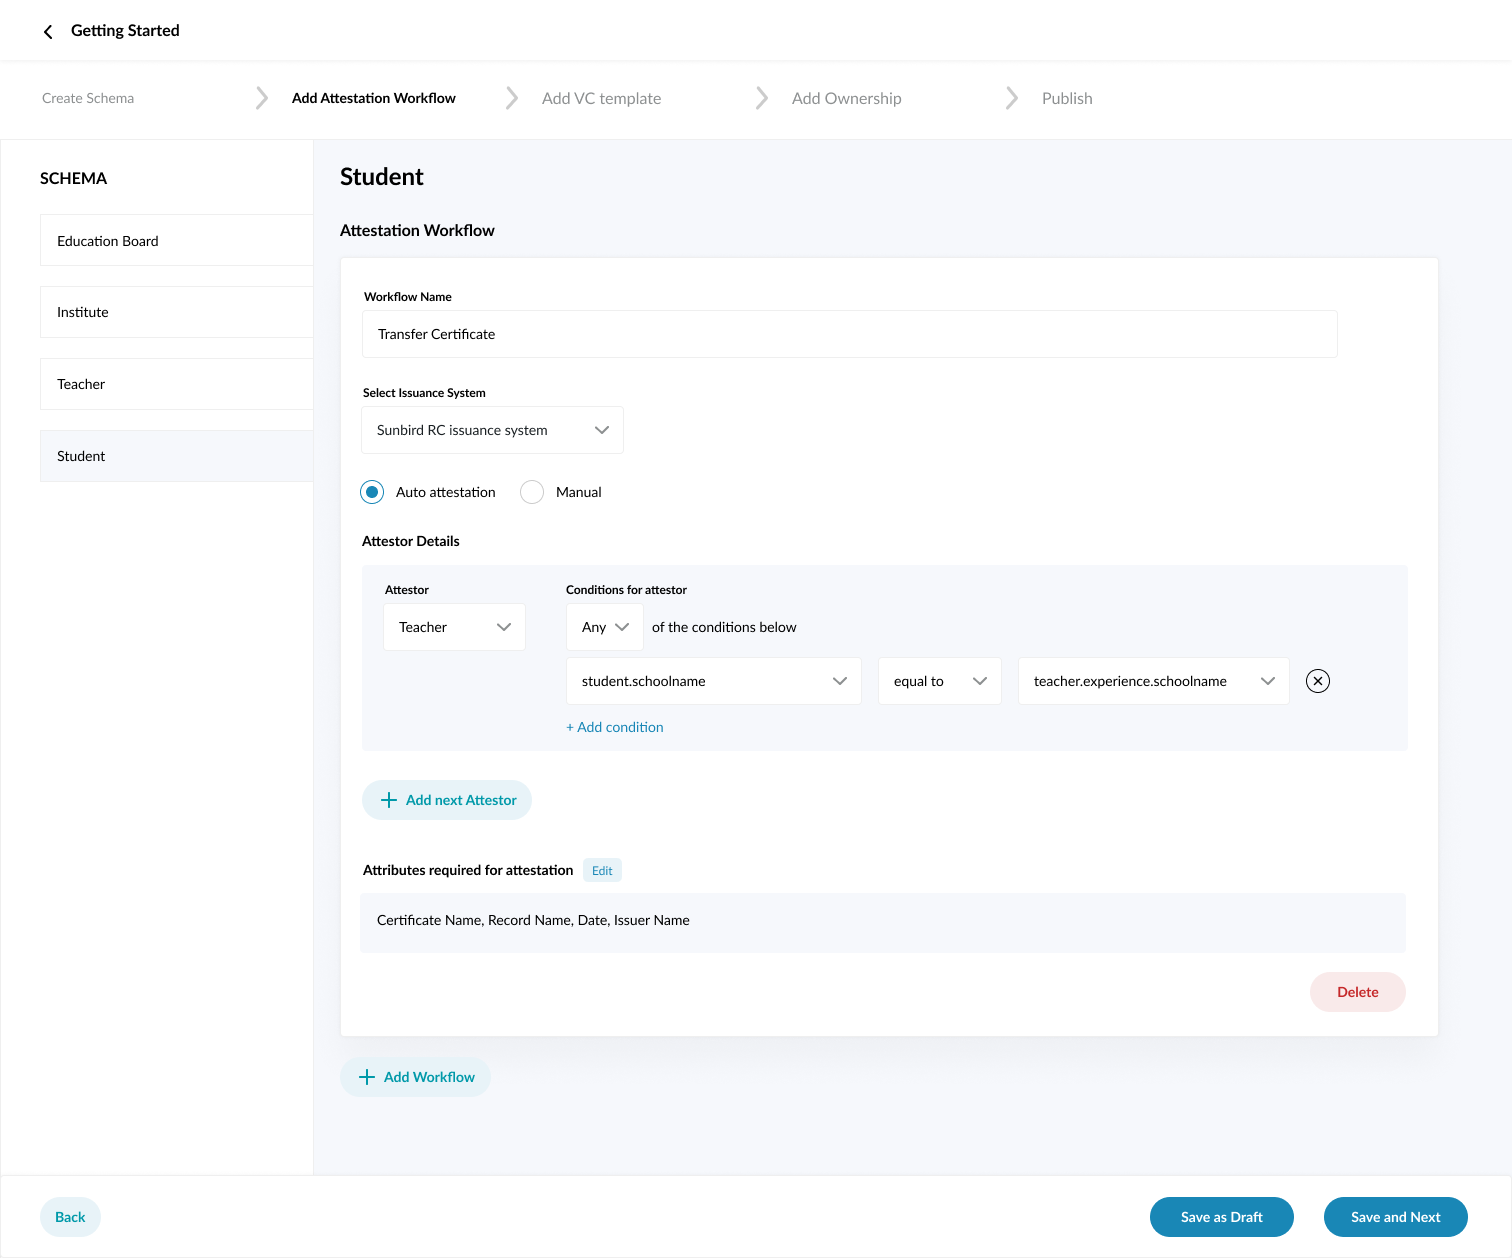 Getting Started
Create Schema
Add Attestation Workflow
Add VC template
Add Ownership
Publish
SCHEMA
Education Board
Institute
Teacher
Student
Student
Attestation Workflow
Workflow Name
Transfer Certificate
Select Issuance System
Sunbird RC issuance system
Auto attestation
Manual
Attestor Details
Attestor
Teacher
Conditions for attestor
Any of the conditions below
student.schoolname equal to teacher.experience.schoolname
+ Add condition
Add next Attestor
Attributes required for attestation Edit
Certificate Name, Record Name, Date, Issuer Name
Delete
Add Workflow
Back
Save as Draft
Save and Next